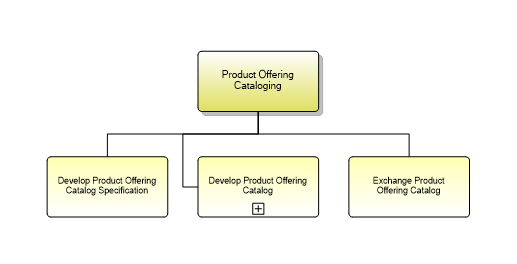 Product Offering
Cataloging
Develop Product Offering
Catalog Specification
Develop Product Offering
Catalog
Exchange Product
Offering Catalog